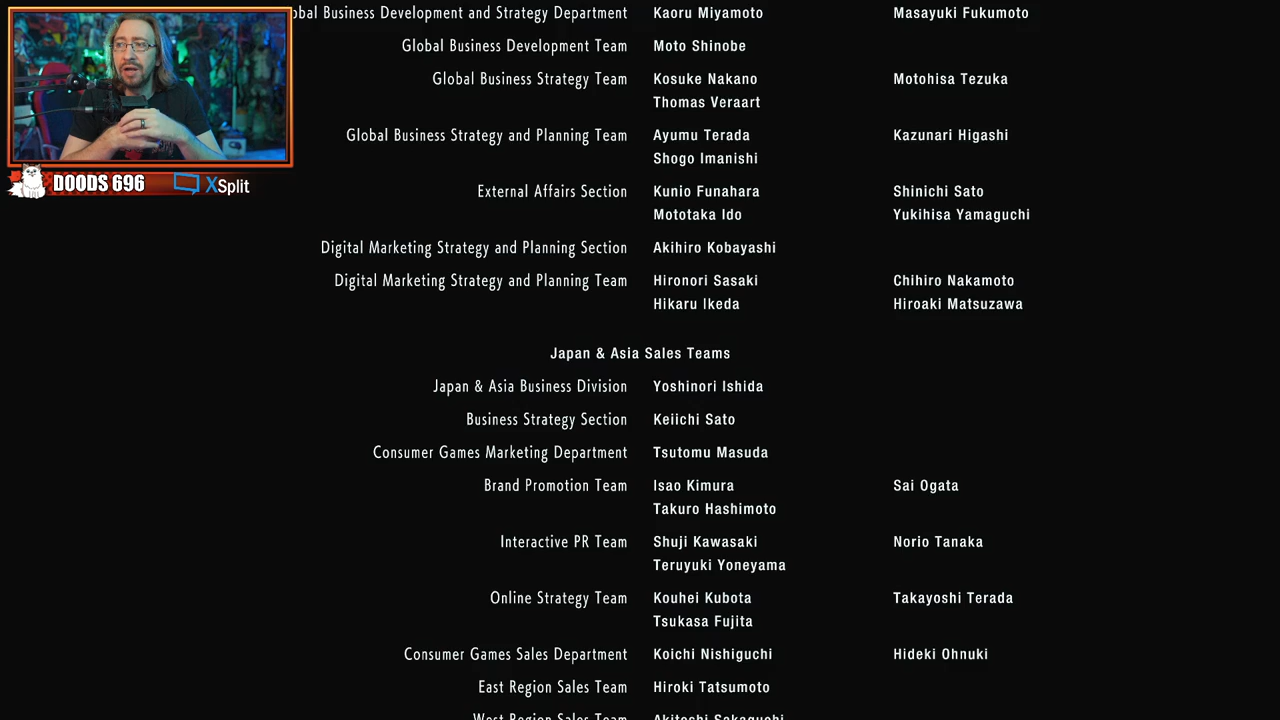 obal Business Development and Strategy Department Kaoru Miyamoto Masayuki Fukumoto
Global Business Development Team Moto Shinobe
Global Business Strategy Team Kosuke Nakano Motohisa Tezuka
Thomas Veraart
Global Business Strategy and Planning Team Ayumu Terada Kazunari Higashi
Shogo Imanishi
DOODS 696 XSplit
External Affairs Section Kunio Funahara Shinichi Sato
Mototaka Ido Yukihisa Yamaguchi
Digital Marketing Strategy and Planning Section Akihiro Kobayashi
Digital Marketing Strategy and Planning Team Hironori Sasaki Chihiro Nakamoto
Hikaru Ikeda Hiroaki Matsuzawa
Japan & Asia Sales Teams
Japan & Asia Business Division Yoshinori Ishida
Business Strategy Section Keiichi Sato
Consumer Games Marketing Department Tsutomu Masuda
Brand Promotion Team Isao Kimura Sai Ogata
Takuro Hashimoto
Interactive PR Team Shuji Kawasaki Norio Tanaka
Teruyuki Yoneyama
Online Strategy Team Kouhei Kubota Takayoshi Terada
Tsukasa Fujita
Consumer Games Sales Department Koichi Nishiguchi Hideki Ohnuki
East Region Sales Team Hiroki Tatsumoto
West Region Sales Team Akitoshi Sakaguchi